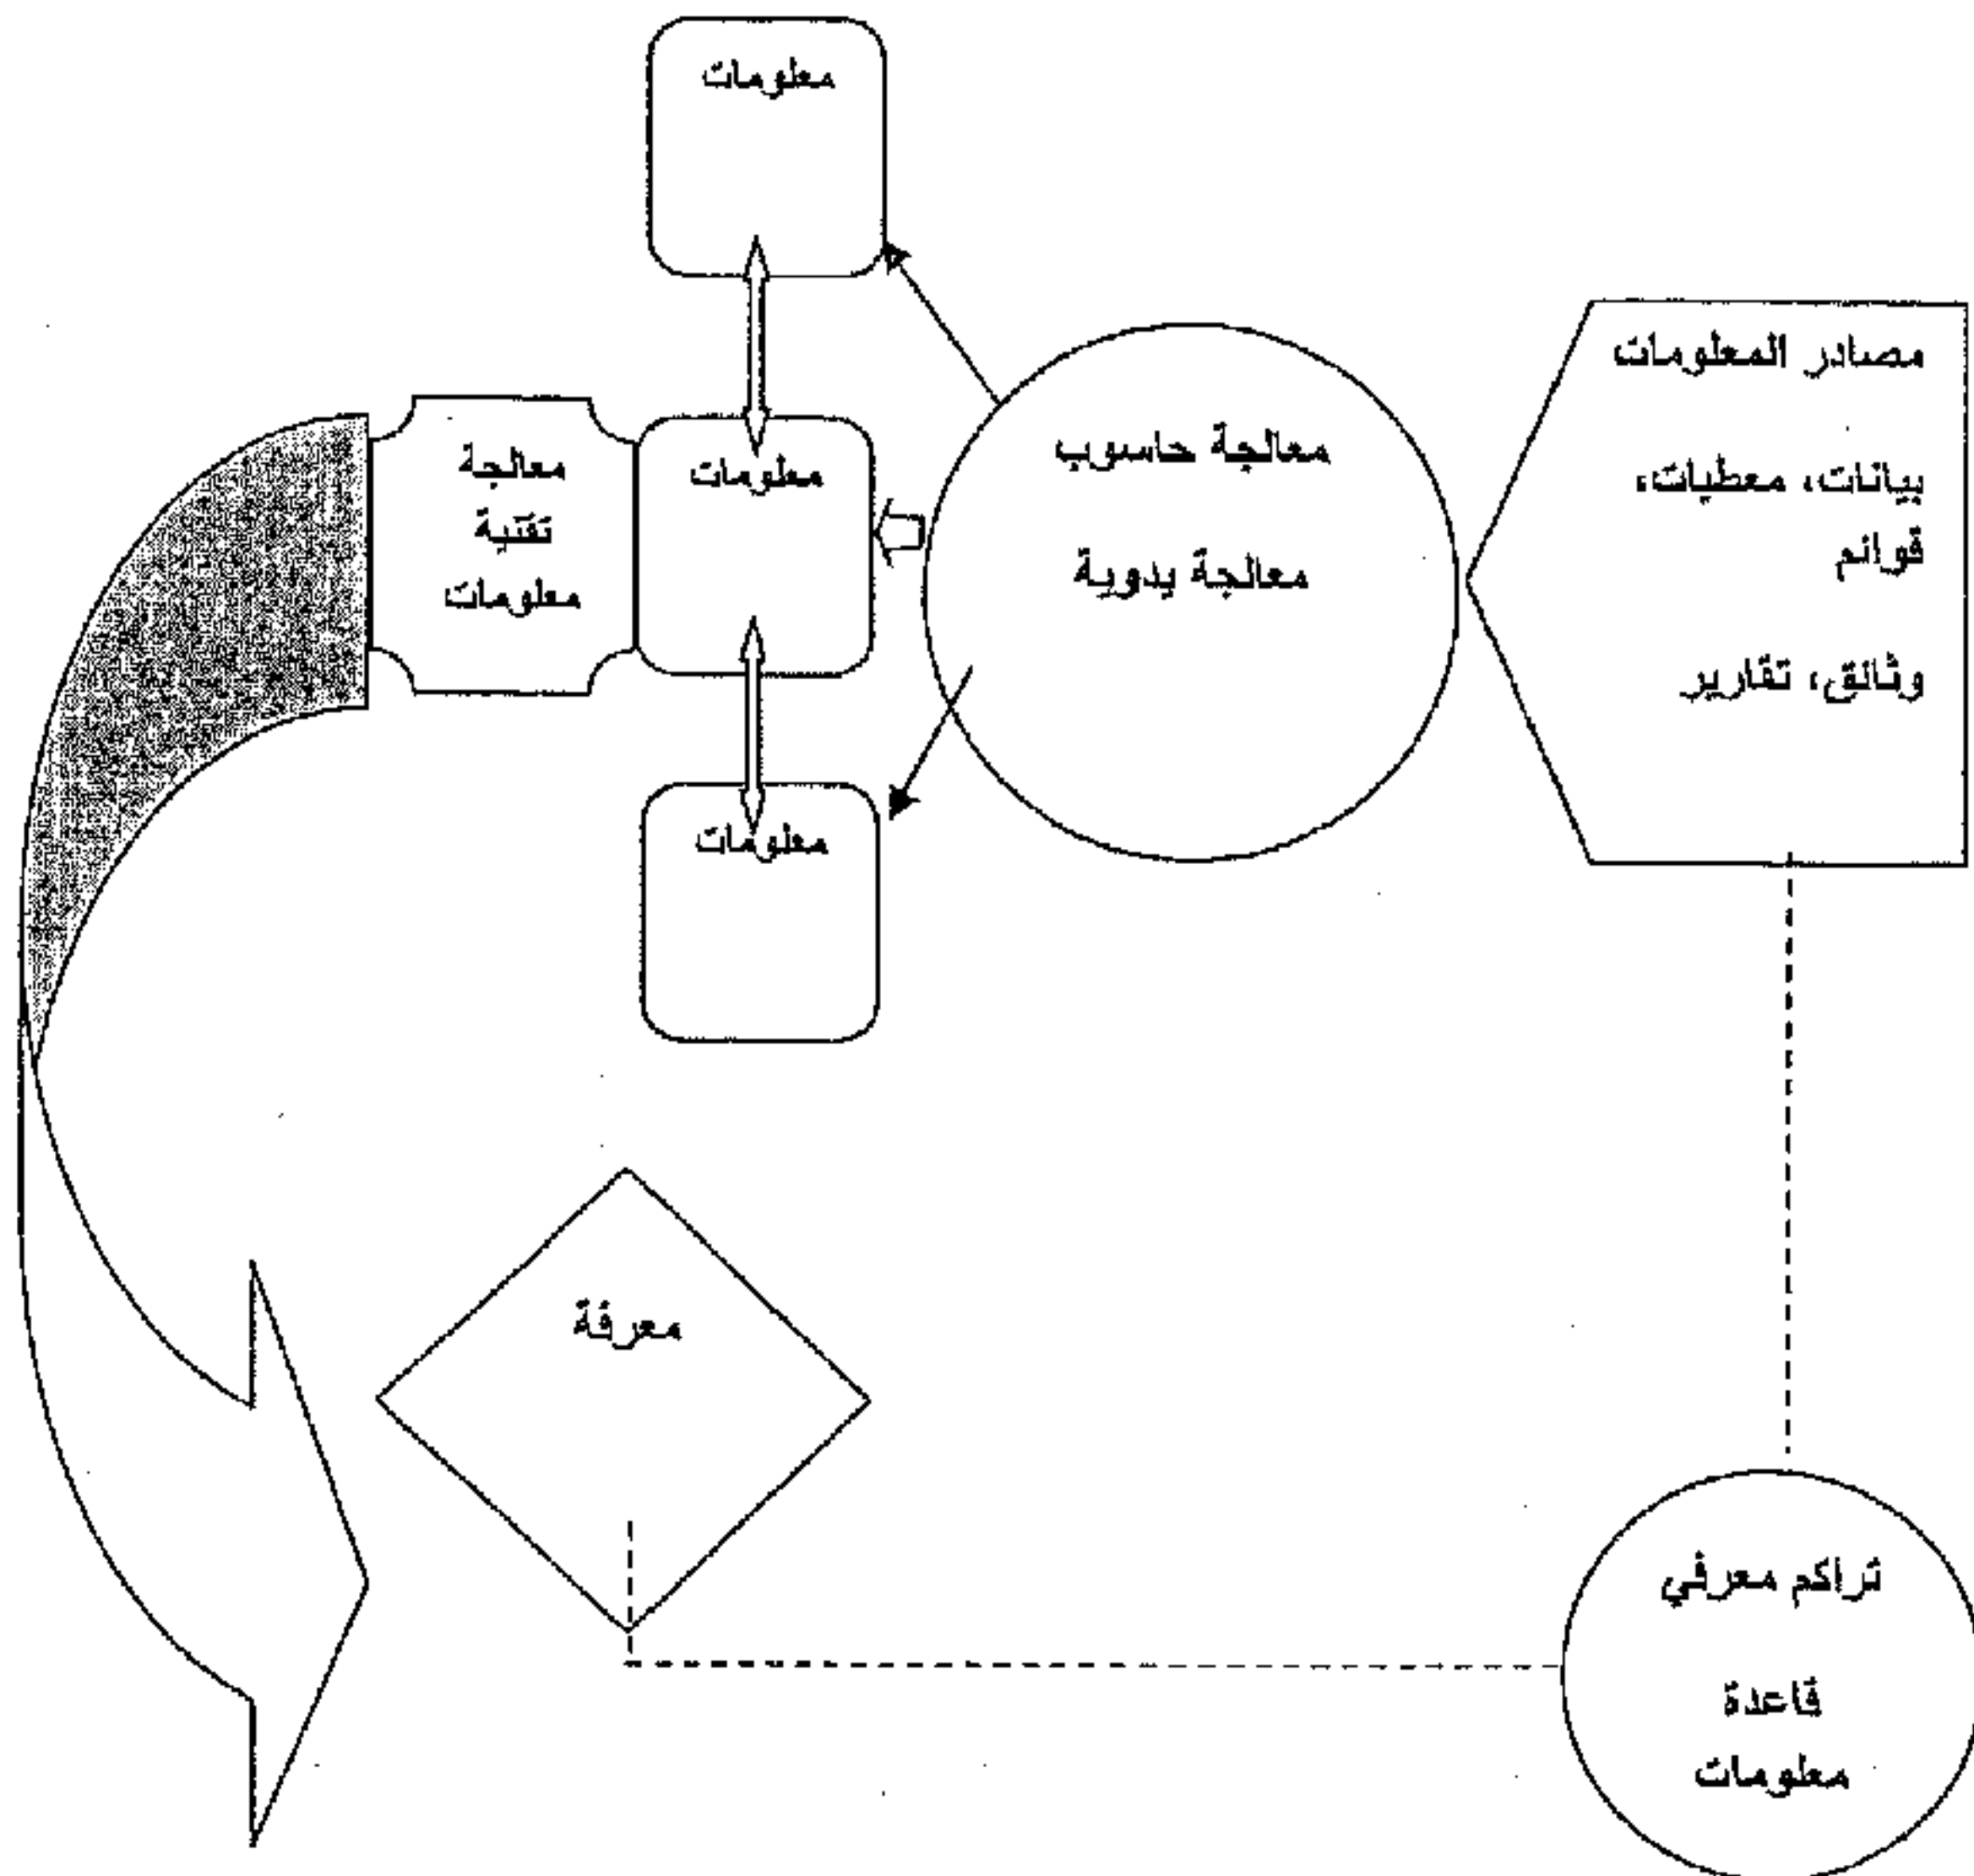 مصادر المعلومات
بيانات، معطيات،
قوائم
وثائق، تقارير
معالجة حاسوب
معالجة يدوية
معلومات
معلومات
معلومات
معالجة
تقنية
معلومات
معرفة
تراكم معرفي
قاعدة
معلومات